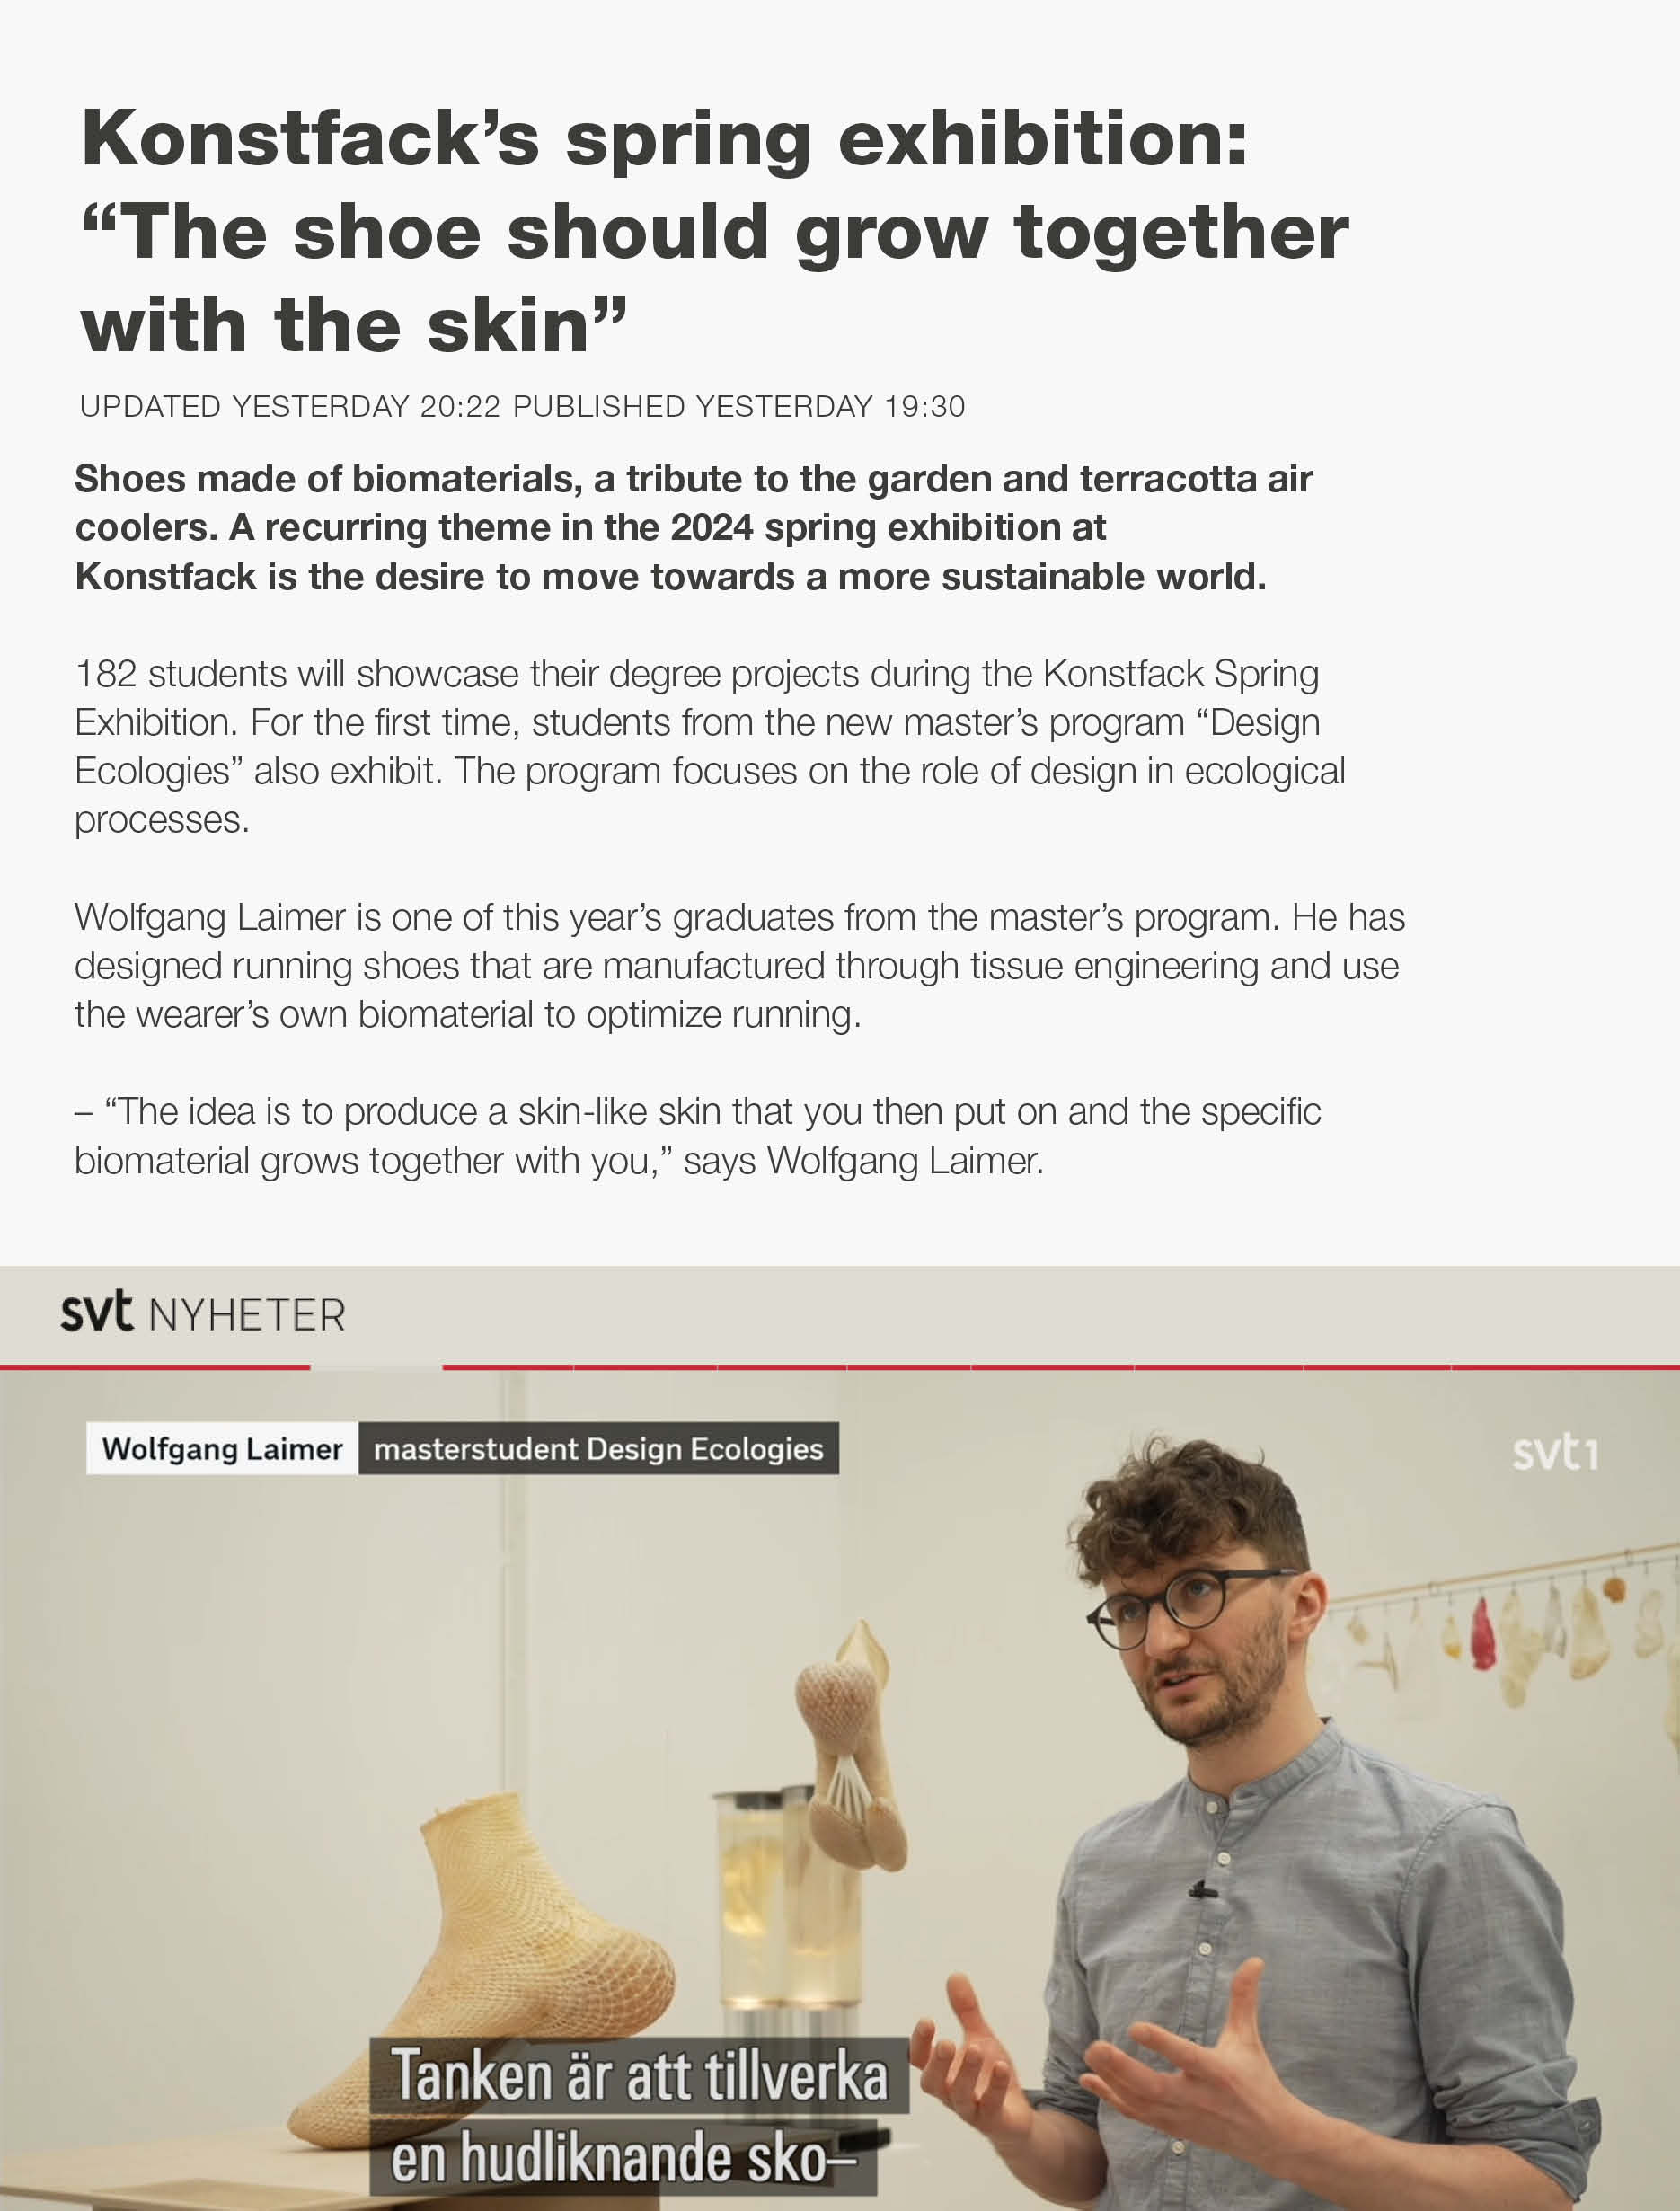 Konstfack’s spring exhibition:
“The shoe should grow together
with the skin”
UPDATED YESTERDAY 20:22 PUBLISHED YESTERDAY 19:30
Shoes made of biomaterials, a tribute to the garden and terracotta air
coolers. A recurring theme in the 2024 spring exhibition at
Konstfack is the desire to move towards a more sustainable world.
182 students will showcase their degree projects during the Konstfack Spring
Exhibition. For the first time, students from the new master’s program “Design
Ecologies” also exhibit. The program focuses on the role of design in ecological
processes.
Wolfgang Laimer is one of this year’s graduates from the master’s program. He has
designed running shoes that are manufactured through tissue engineering and use
the wearer’s own biomaterial to optimize running.
– “The idea is to produce a skin-like skin that you then put on and the specific
biomaterial grows together with you,” says Wolfgang Laimer.
svt NYHETER
Wolfgang Laimer masterstudent Design Ecologies
svt1
Tanken är att tillverka
en hudliknande sko–